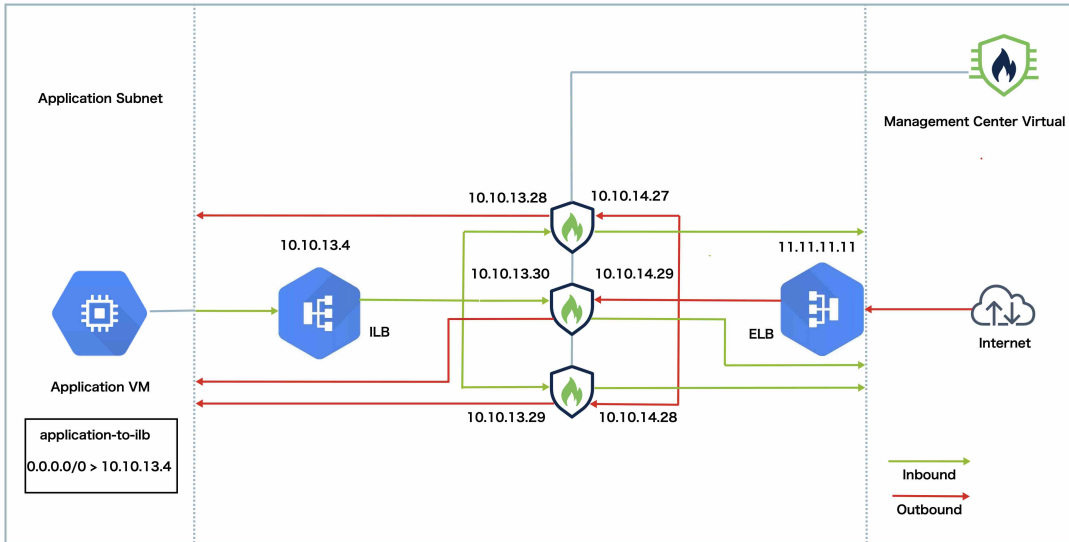 Application Subnet
Management Center Virtual
10.10.13.28
10.10.14.27
10.10.13.4
11.11.11.11
10.10.13.30
10.10.14.29
ILB
ELB
Internet
Application VM
10.10.13.29
10.10.14.28
application-to-ilb
0.0.0.0/0 > 10.10.13.4
Inbound
Outbound